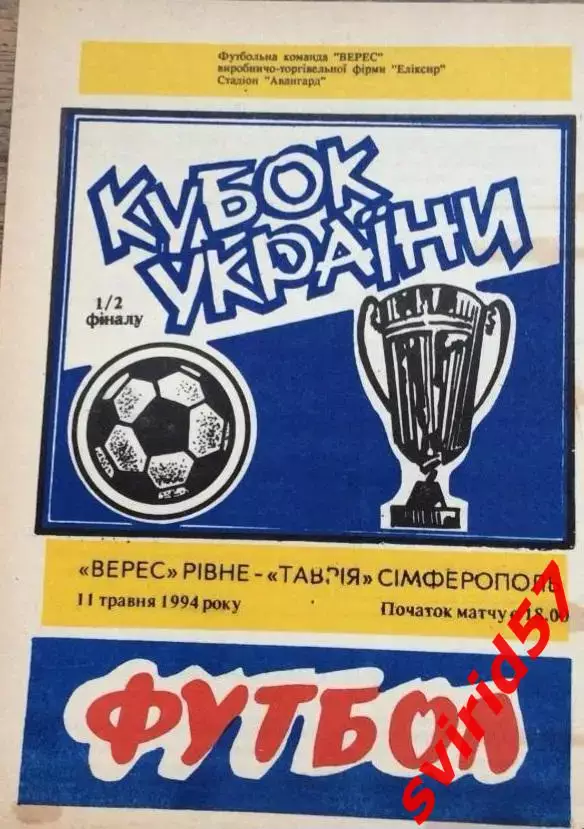 Футбольна команда "ВЕРЕС"
виробничо-торгівельної фірми "Еліксир"
Стадіон "Авангард"
КУБОК
УКРАЇНИ
1/2
фіналу
«ВЕРЕС» РІВНЕ - «ТАВРІЯ» СІМФЕРОПОЛЬ
11 травня 1994 року
Початок матчу о 18.00
ФУТБОЛ
svirid57